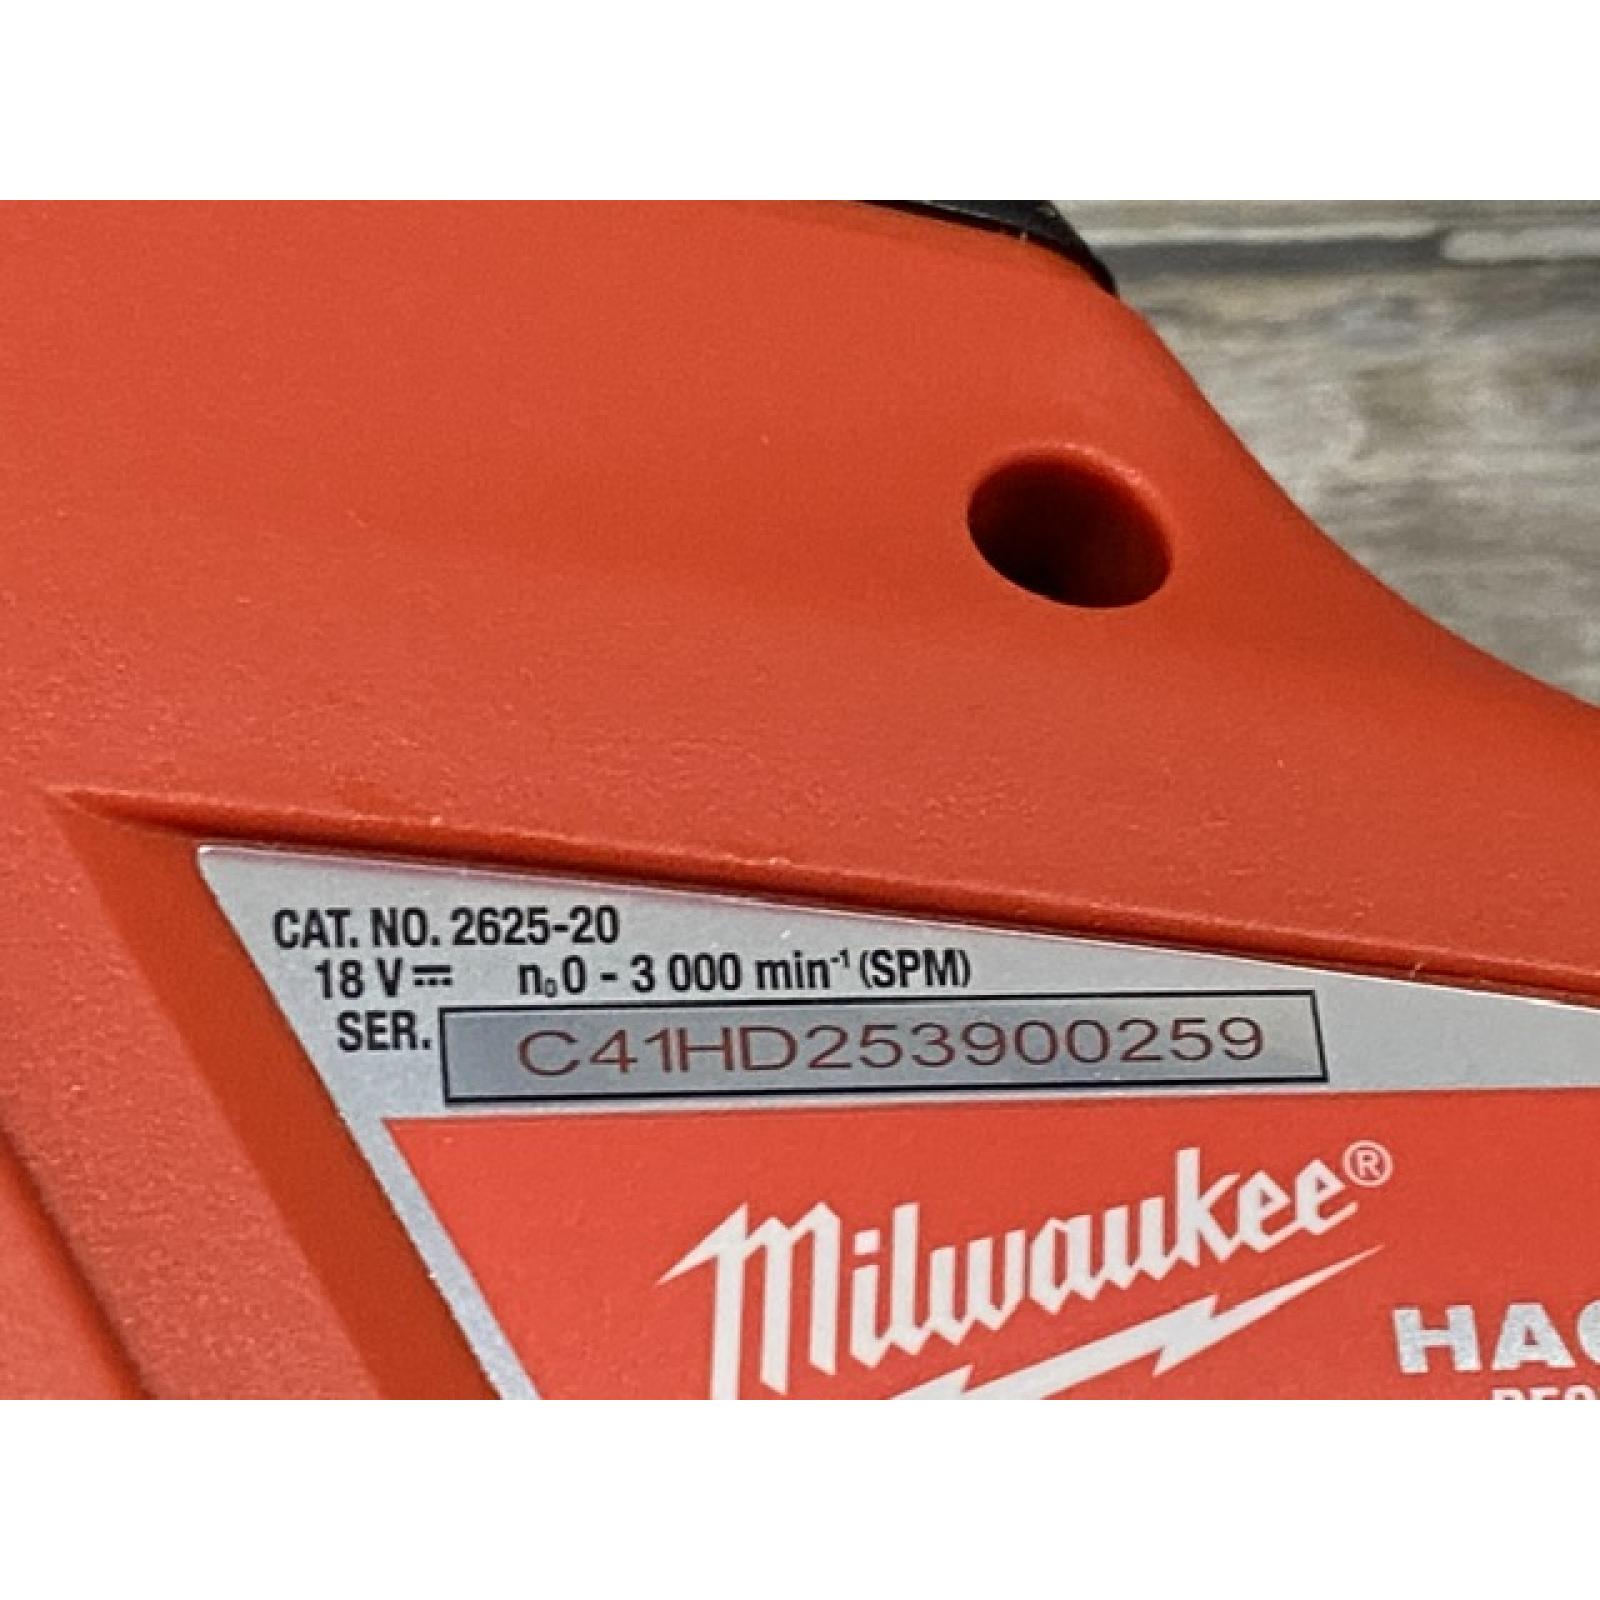 CAT. NO. 2625-20
18 V⎓ n₀ 0 - 3 000 min⁻¹ (SPM)
SER. C41HD253900259
Milwaukee®